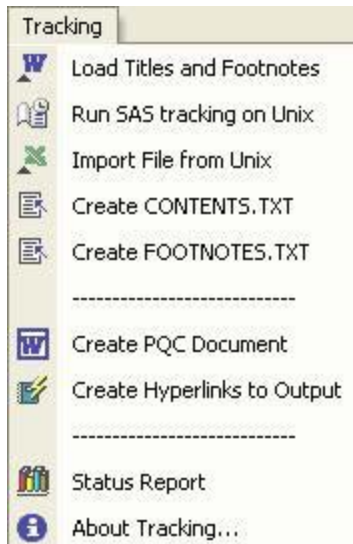 Tracking
Load Titles and Footnotes
Run SAS tracking on Unix
Import File from Unix
Create CONTENTS.TXT
Create FOOTNOTES.TXT
----------------------------
Create PQC Document
Create Hyperlinks to Output
----------------------------
Status Report
About Tracking...